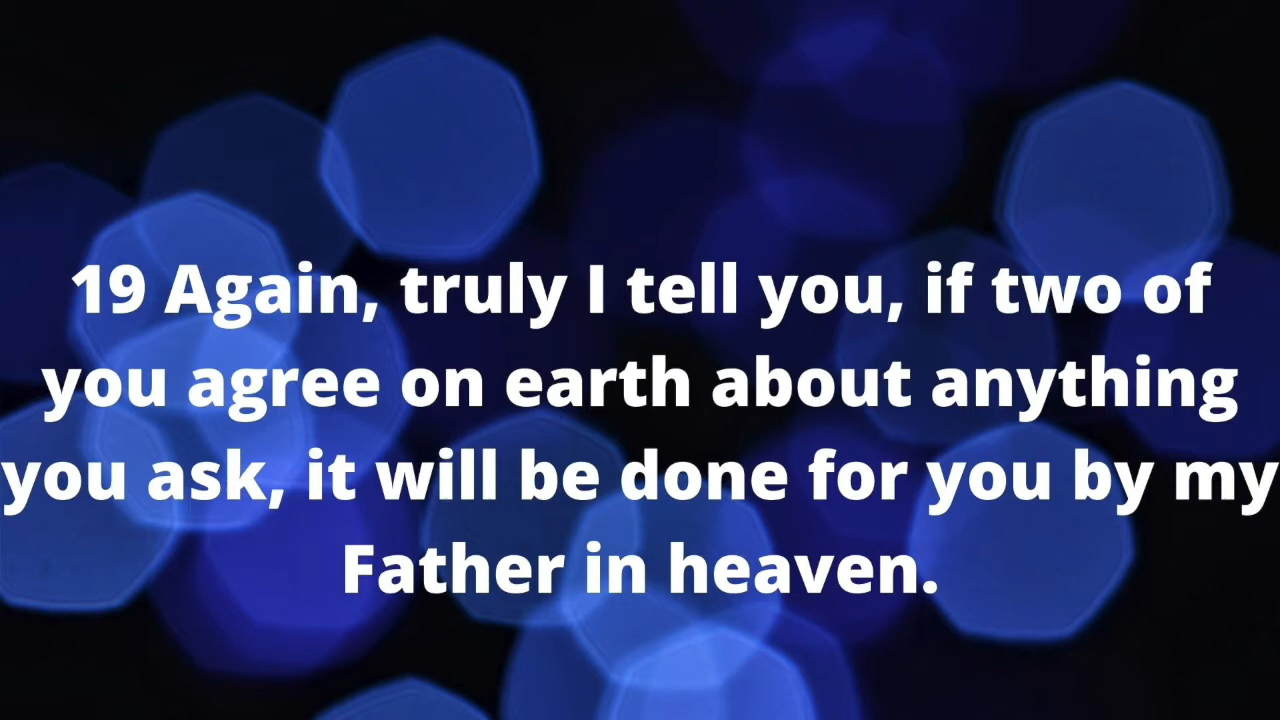 19 Again, truly I tell you, if two of
you agree on earth about anything
you ask, it will be done for you by my
Father in heaven.